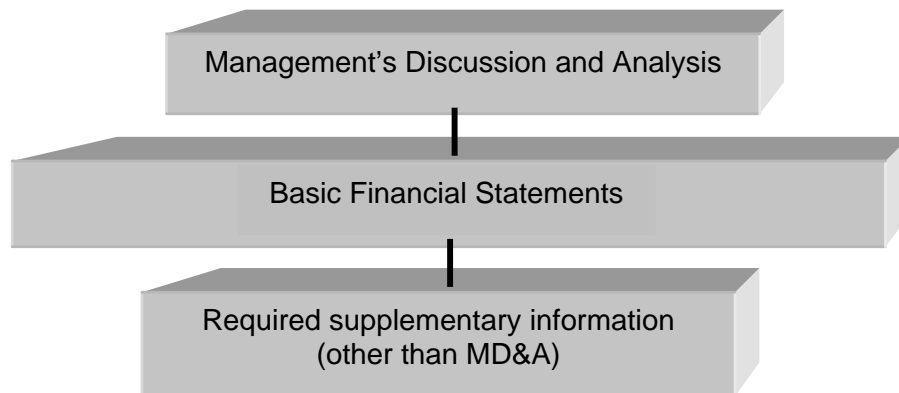 Management’s Discussion and Analysis
Basic Financial Statements
Required supplementary information
(other than MD&A)